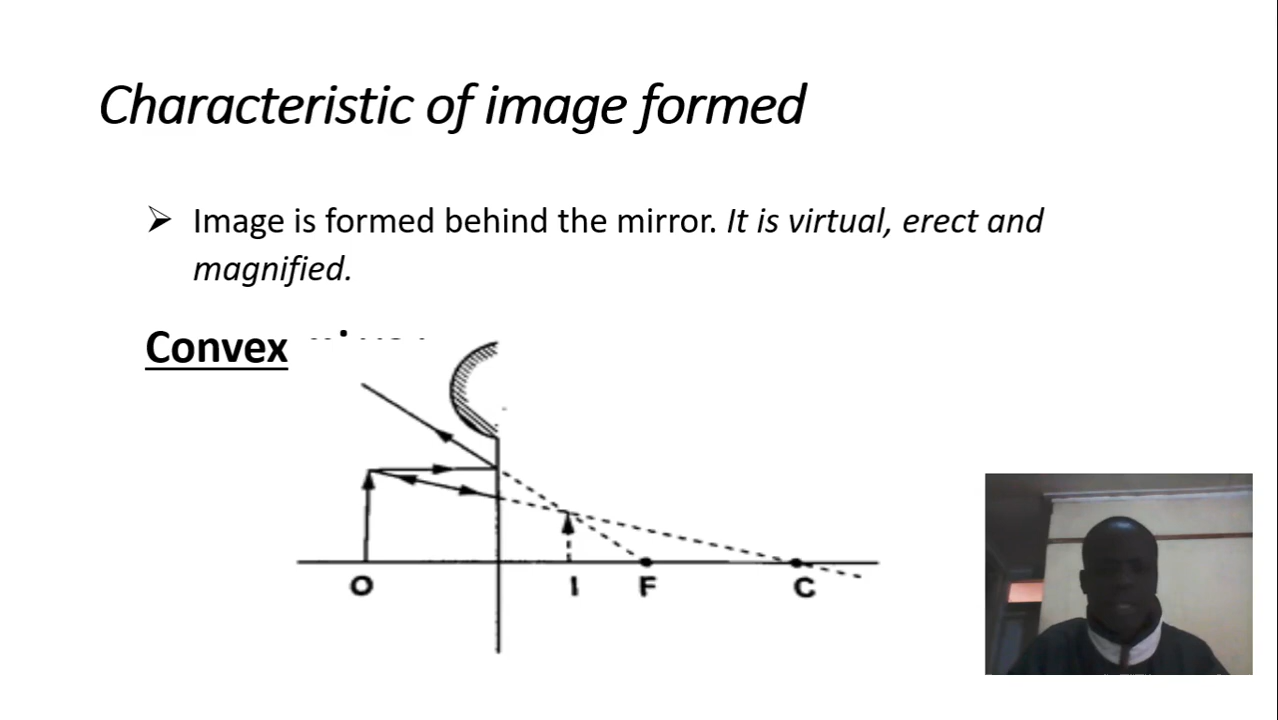 Characteristic of image formed
Image is formed behind the mirror. It is virtual, erect and
magnified.
Convex
O I F C